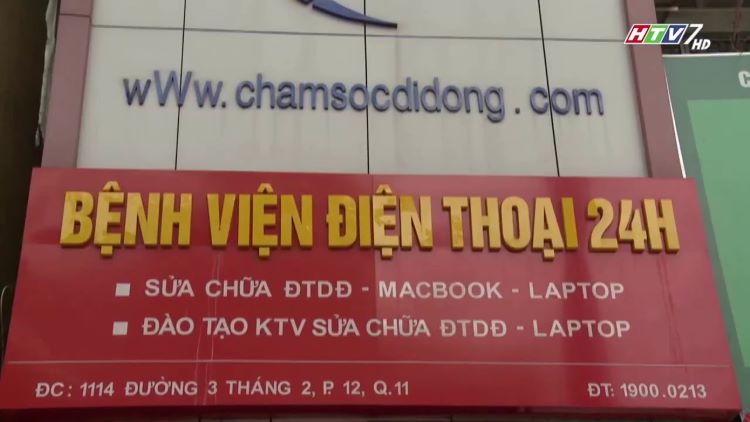 HTV7 HD
wWw.chamsocdidong.com
C
BỆNH VIỆN ĐIỆN THOẠI 24H
SỬA CHỮA ĐTDĐ - MACBOOK - LAPTOP
ĐÀO TẠO KTV SỬA CHỮA ĐTDĐ - LAPTOP
ĐC: 1114 ĐƯỜNG 3 THÁNG 2, P. 12, Q.11 ĐT: 1900.0213